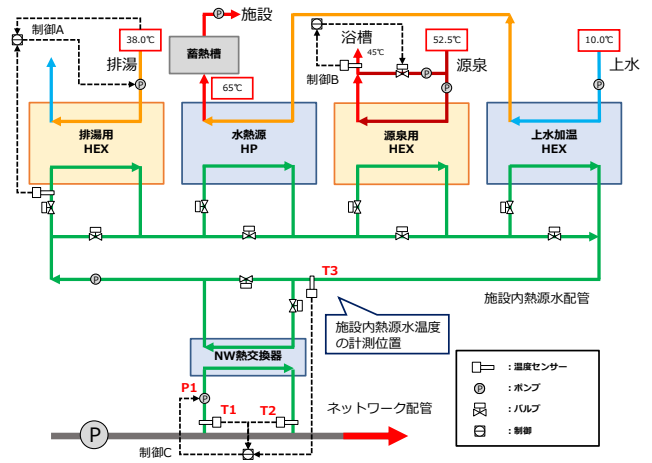 P
施設
制御A
38.0℃
排湯
P
蓄熱槽
65℃
浴槽
45℃
制御B
52.5℃
P
源泉
P
10.0℃
上水
P
排湯用
HEX
水熱源
HP
源泉用
HEX
上水加温
HEX
P
T3
施設内熱源水配管
施設内熱源水温度
の計測位置
NW熱交換器
P1
P
T1
T2
ネットワーク配管
P
制御C
：温度センサー
P
：ポンプ
：バルブ
：制御